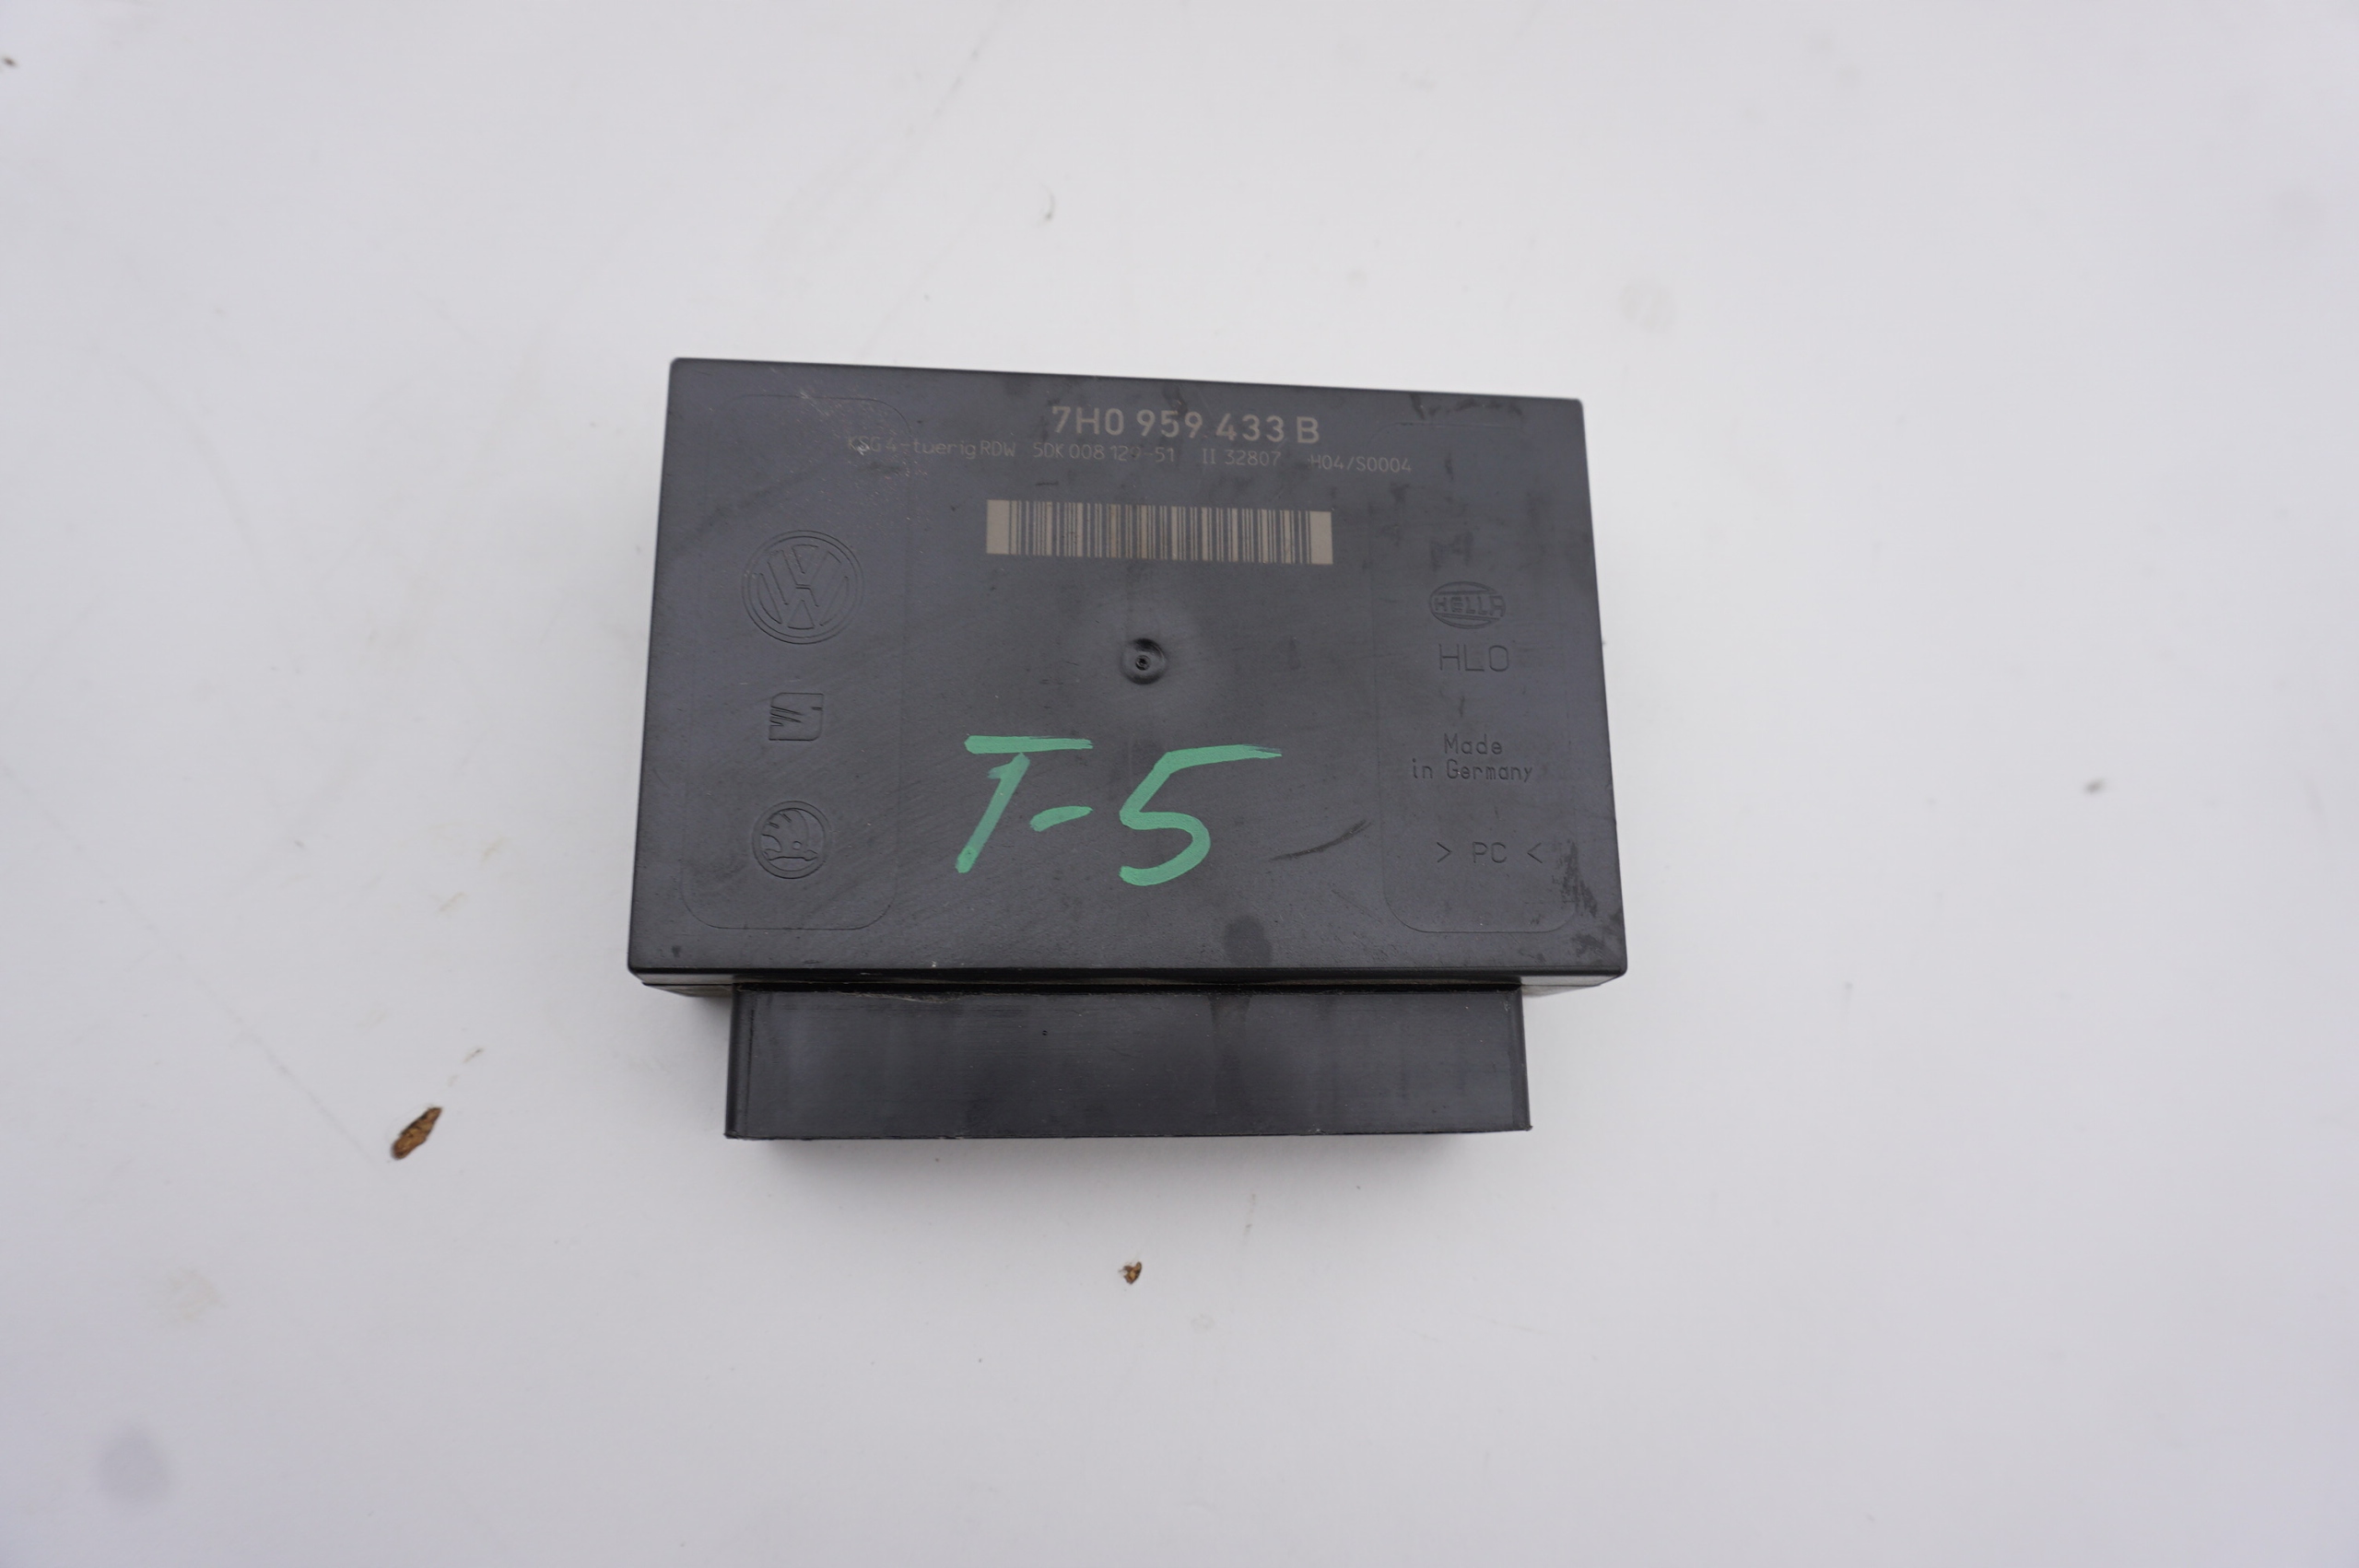 7H0 959 433 B
KSG 4-tuerig RDW 5DK 008 129-51 II 32807 H04/S0004
HELLA
HLO
Made
in Germany
T-5
> PC <